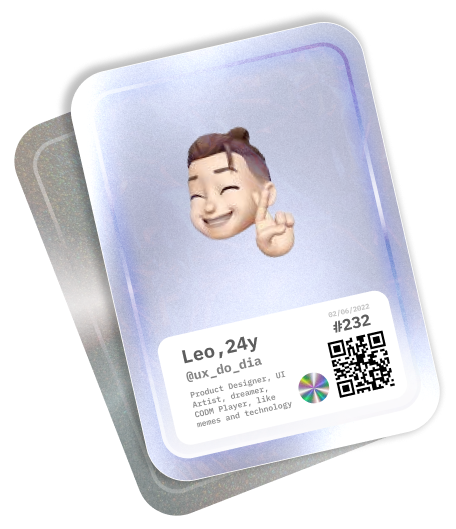 02/06/2022
#232
Leo,24y
@ux_do_dia
Product Designer, UI
Artist, dreamer,
CODM Player, like
memes and technology